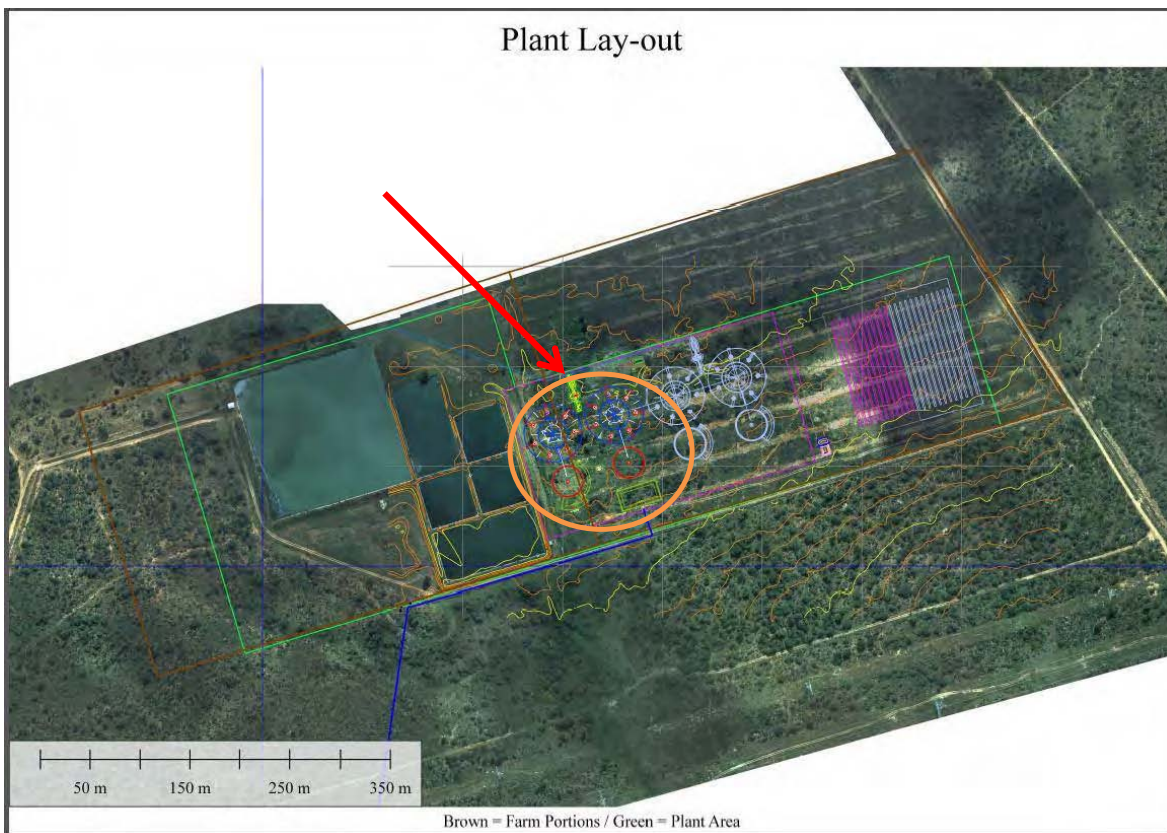 Plant Lay-out
50 m 150 m 250 m 350 m
Brown = Farm Portions / Green = Plant Area